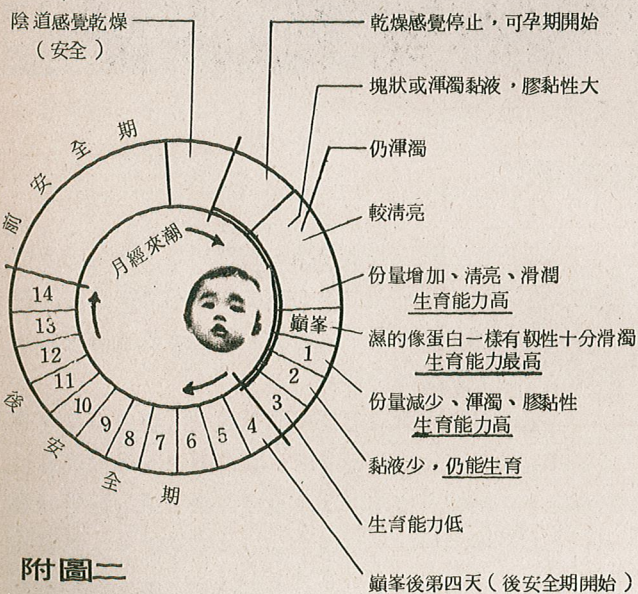 陰道感覺乾燥
（安全）
乾燥感覺停止，可孕期開始
塊狀或渾濁黏液，膠黏性大
仍渾濁
較清亮
份量增加、清亮、滑潤
生育能力高
濕的像蛋白一樣有韌性十分滑濁
生育能力最高
份量減少、渾濁、膠黏性
生育能力高
黏液少，仍能生育
生育能力低
巔峯後第四天（後安全期開始）
前安全期
月經來潮
巔峯
1
2
3
4
5
6
7
8
9
10
11
12
13
14
後安全期
附圖二